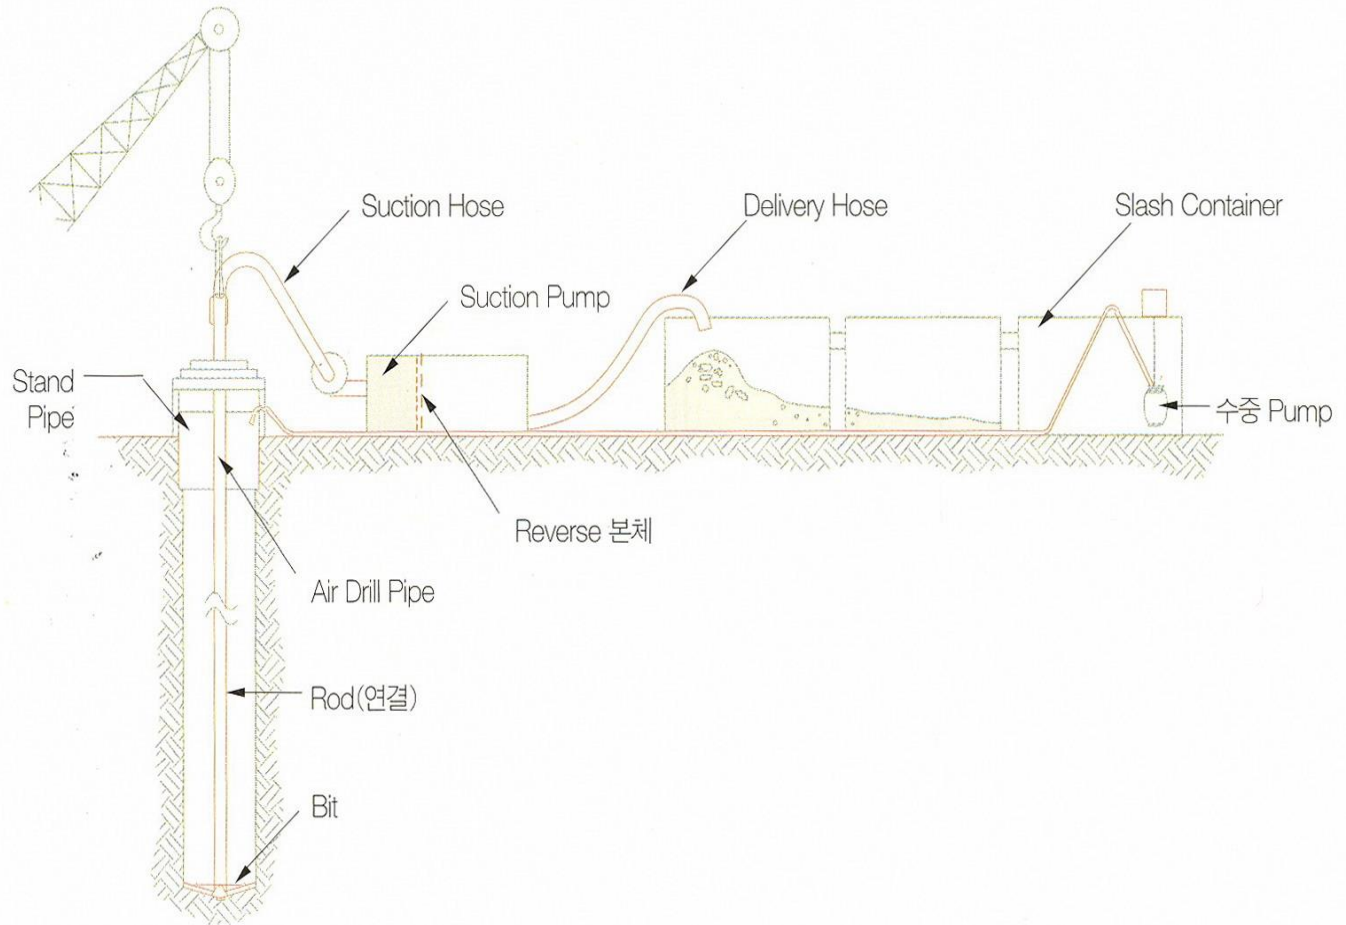 Suction Hose
Delivery Hose
Slash Container
Suction Pump
Stand
Pipe
수중 Pump
Reverse 본체
Air Drill Pipe
Rod(연결)
Bit